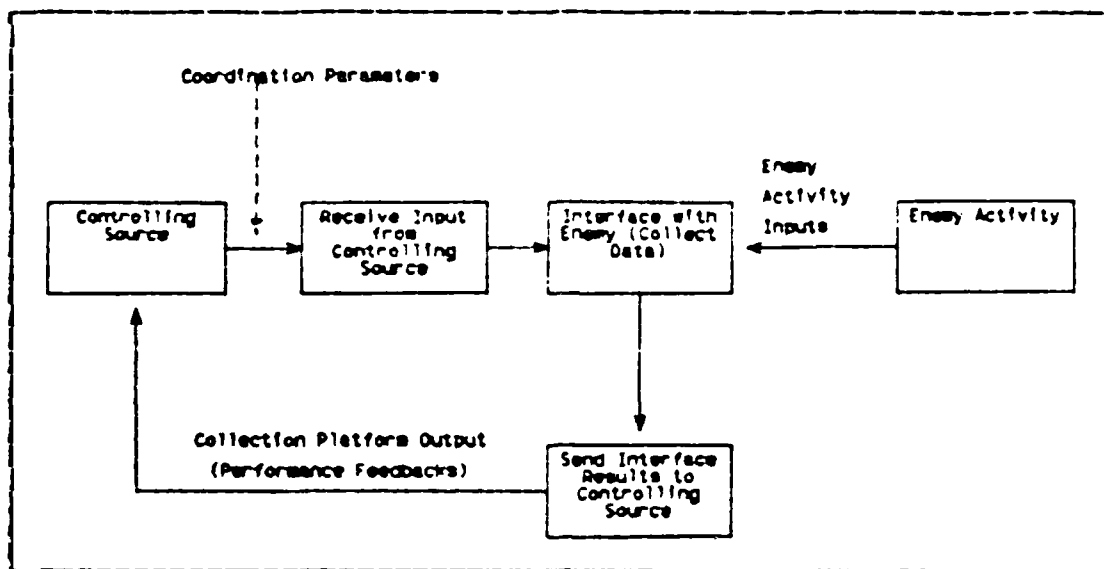 Coordination Parameters
Controlling
Source
Receive Input
from
Controlling
Source
Interface with
Enemy (Collect
Data)
Enemy
Activity
Inputs
Enemy Activity
Collection Platform Output
(Performance Feedbacks)
Send Interface
Results to
Controlling
Source